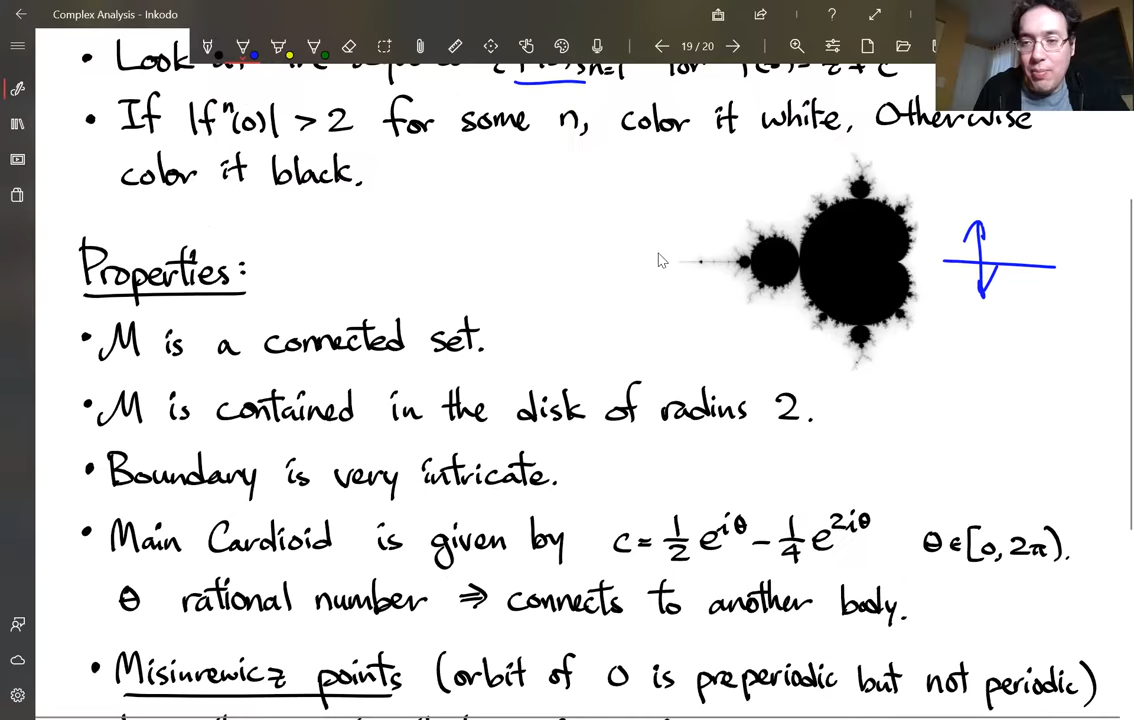 Complex Analysis - Inkodo
19 / 20
• Look
• If |fⁿ(0)| > 2 for some n, color it white. Otherwise
color it black.
Properties:
• M is a connected set.
• M is contained in the disk of radius 2.
• Boundary is very intricate.
• Main Cardioid is given by c = 1/2 e^{iθ} - 1/4 e^{2iθ} θ ∈ [0, 2π).
θ rational number ⇒ connects to another body.
• Misiurewicz points (orbit of 0 is preperiodic but not periodic)